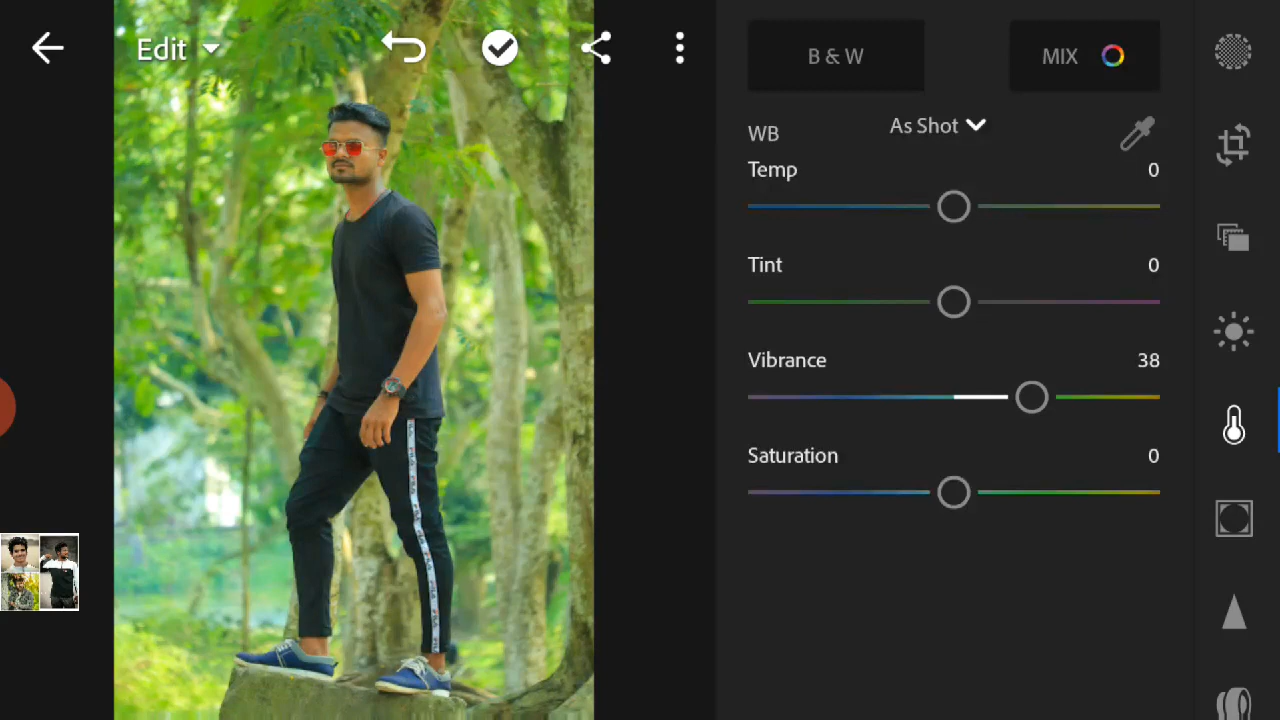 Edit
B & W
MIX
WB
As Shot
Temp 0
Tint 0
Vibrance 38
Saturation 0